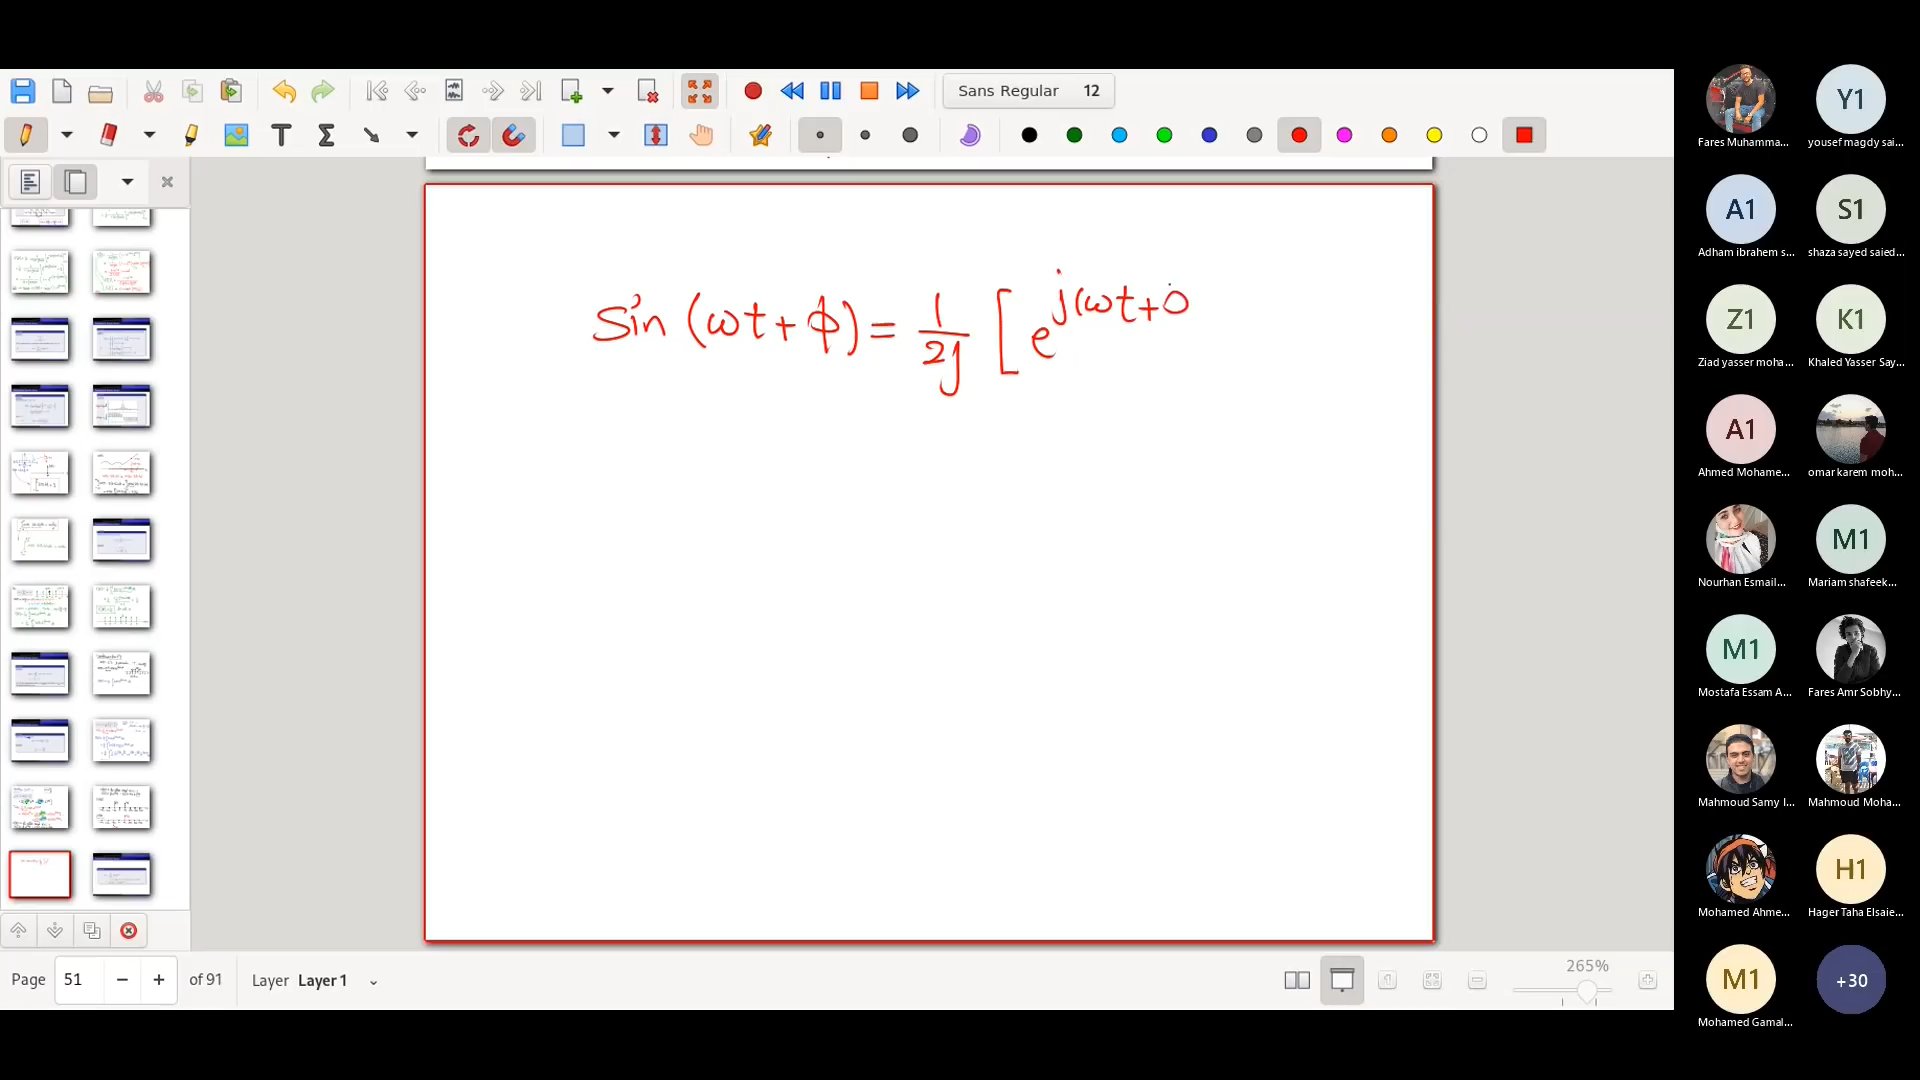 Sans Regular 12
sin (ωt + ϕ) = 1/2j [ e^j(ωt+
Page 51 of 91 Layer Layer 1
265%
Fares Muhamma...
Y1
yousef magdy sai...
A1
Adham ibrahem s...
S1
shaza sayed saied...
Z1
Ziad yasser moha...
K1
Khaled Yasser Say...
A1
Ahmed Mohame...
omar karem moh...
Nourhan Esmail...
M1
Mariam shafeek...
M1
Mostafa Essam A...
Fares Amr Sobhy...
Mahmoud Samy I...
Mahmoud Moha...
Mohamed Ahme...
H1
Hager Taha Elsaie...
M1
Mohamed Gamal...
+30